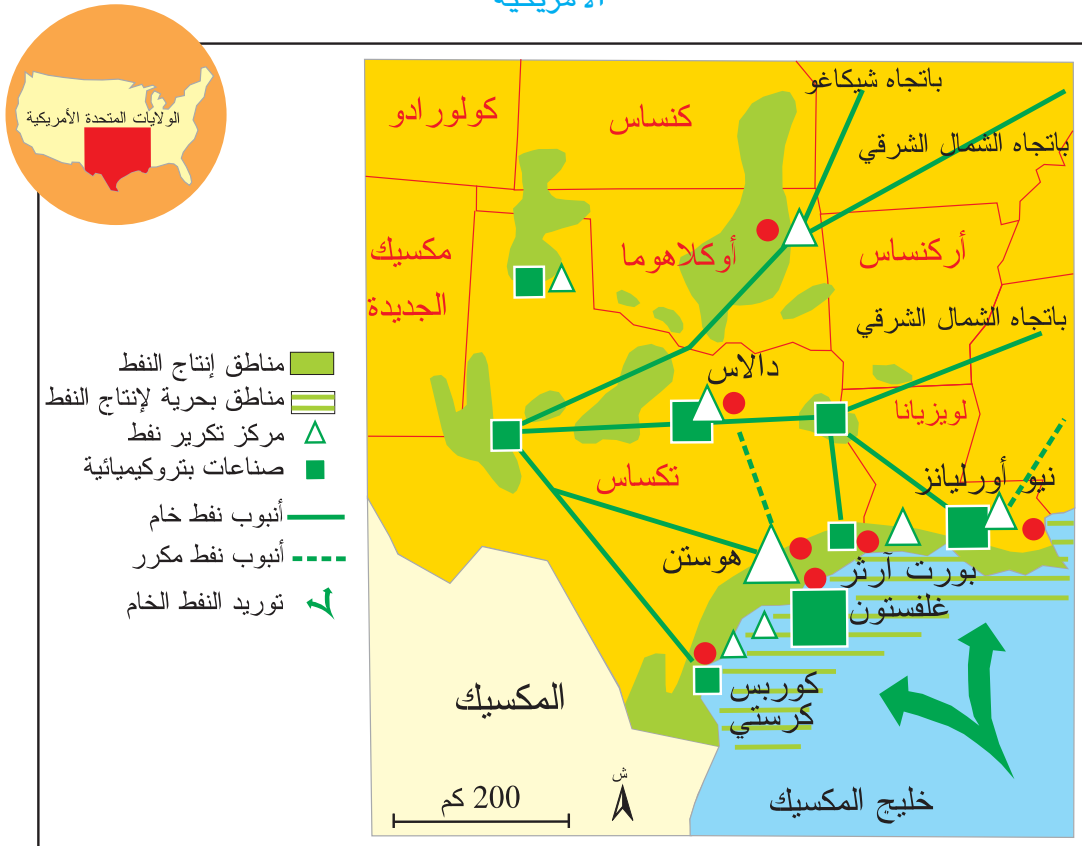 الأمريكية
الولايات المتحدة الأمريكية
باتجاه شيكاغو
كولورادو
كنساس
باتجاه الشمال الشرقي
مكسيك
الجديدة
أوكلاهوما
أركنساس
باتجاه الشمال الشرقي
دالاس
لويزيانا
تكساس
نيو أورليانز
هوستن
بورت آرثر
غلفستون
كوربس
كرستي
المكسيك
خليج المكسيك
200 كم
ش
مناطق إنتاج النفط
مناطق بحرية لإنتاج النفط
مركز تكرير نفط
صناعات بتروكيميائية
أنبوب نفط خام
أنبوب نفط مكرر
توريد النفط الخام